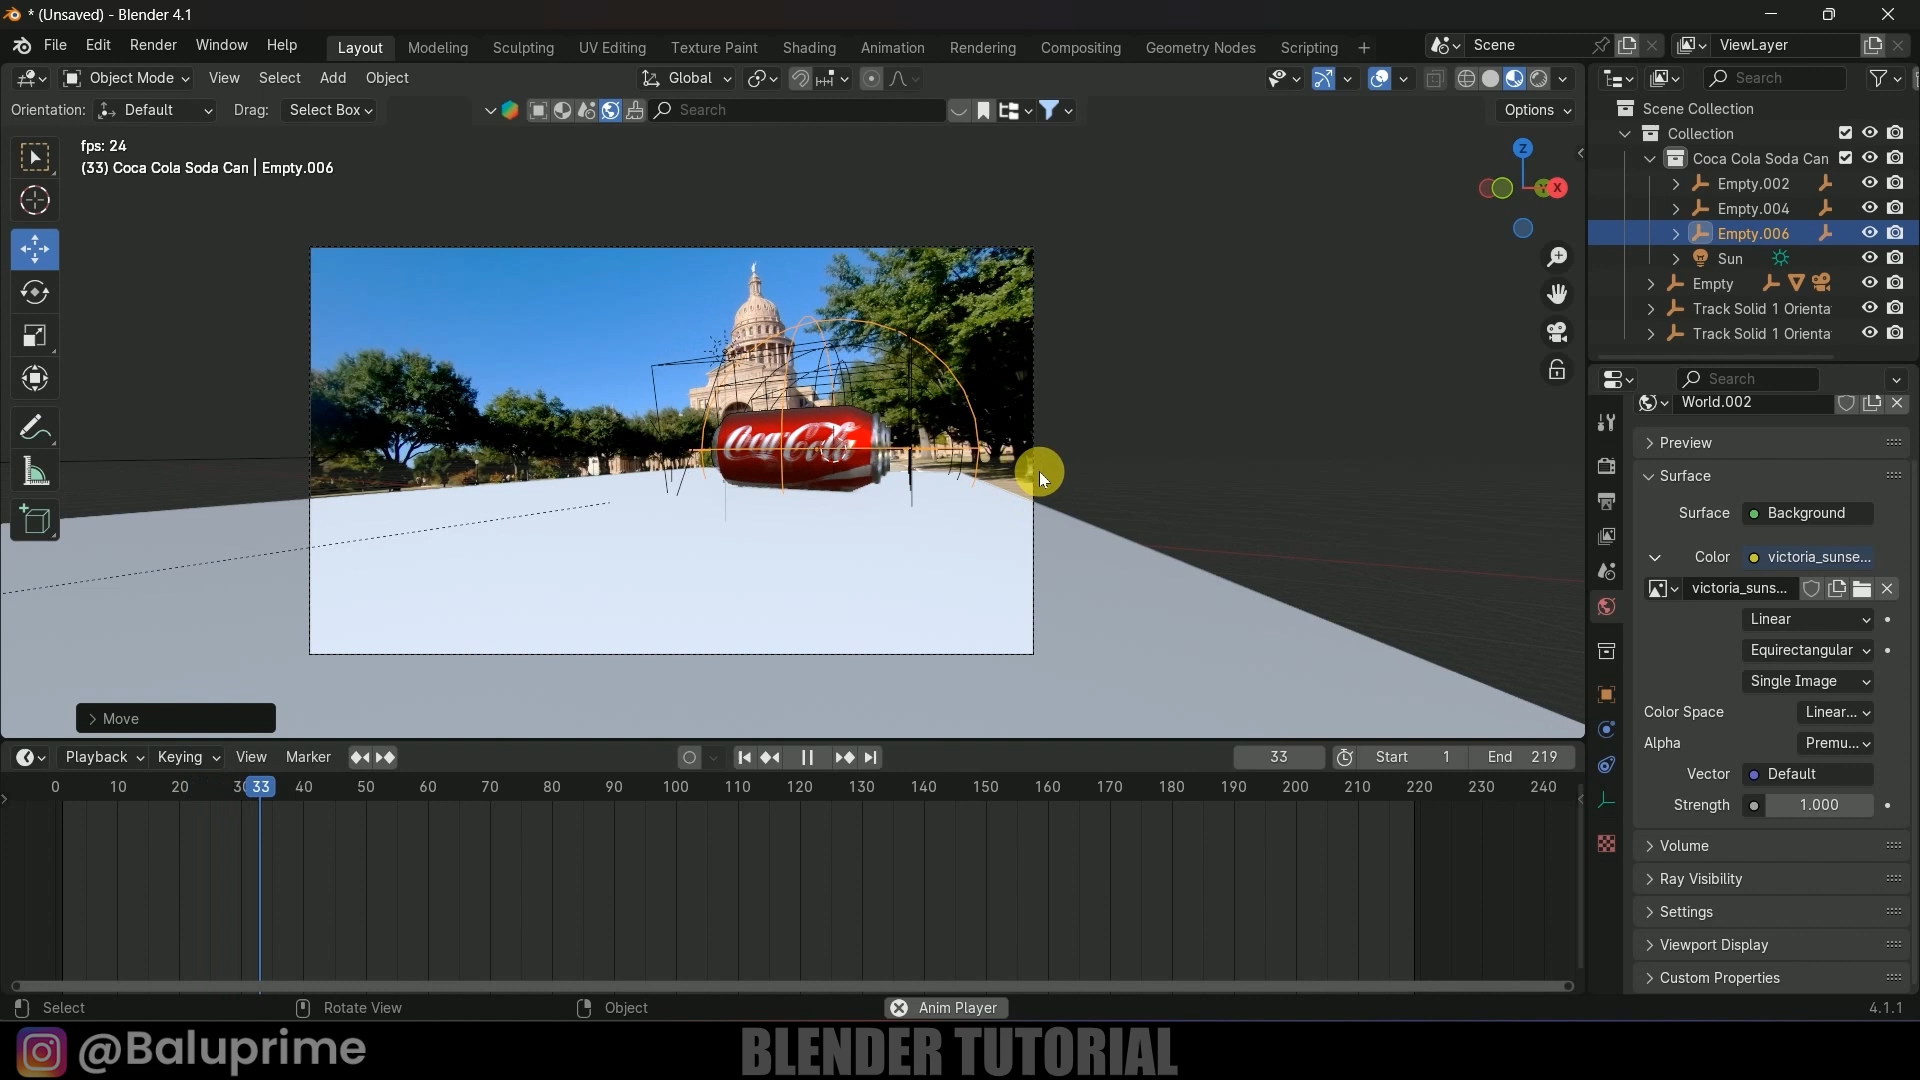 * (Unsaved) - Blender 4.1
File Edit Render Window Help Layout Modeling Sculpting UV Editing Texture Paint Shading Animation Rendering Compositing Geometry Nodes Scripting + Scene ViewLayer
Object Mode View Select Add Object Global Search
Orientation: Default Drag: Select Box Search Options
Scene Collection
Collection
Coca Cola Soda Can
Empty.002
Empty.004
Empty.006
Sun
Empty
Track Solid 1 Orienta
Track Solid 1 Orienta
fps: 24
(33) Coca Cola Soda Can | Empty.006
Z
Y
X
Coca-Cola
Search
World.002
Preview
Surface
Surface Background
Color victoria_sunse...
victoria_suns...
Linear
Equirectangular
Single Image
Color Space Linear...
Alpha Premu...
Vector Default
Strength 1.000
Volume
Ray Visibility
Settings
Viewport Display
Custom Properties
Move
Playback Keying View Marker 33 Start 1 End 219
0 10 20 30 33 40 50 60 70 80 90 100 110 120 130 140 150 160 170 180 190 200 210 220 230 240
Select Rotate View Object Anim Player 4.1.1
@Baluprime BLENDER TUTORIAL